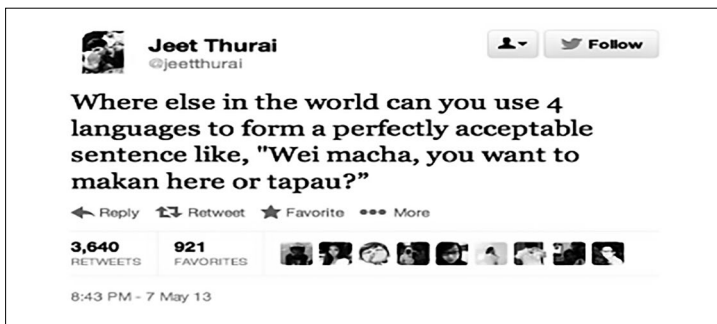 Jeet Thurai
@jeetthurai
Follow
Where else in the world can you use 4
languages to form a perfectly acceptable
sentence like, "Wei macha, you want to
makan here or tapau?”
Reply Retweet Favorite More
3,640 921
RETWEETS FAVORITES
8:43 PM - 7 May 13